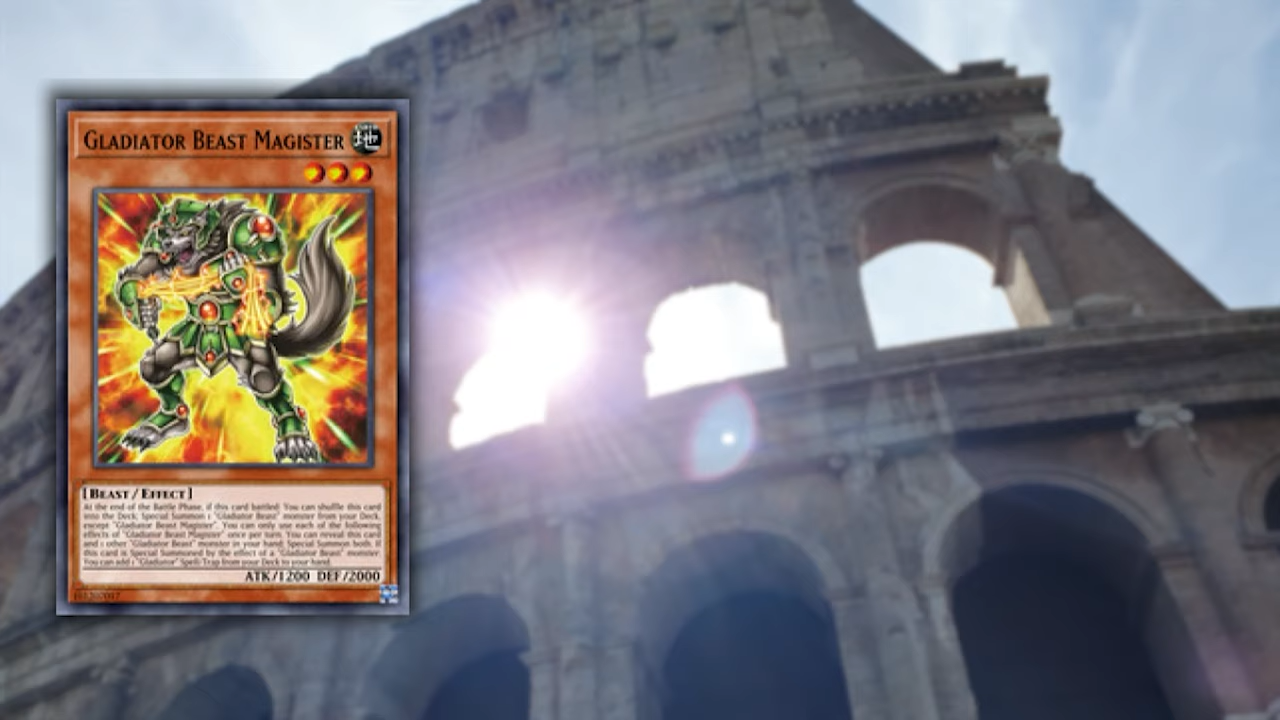 GLADIATOR BEAST MAGISTER
地
[BEAST/EFFECT]
At the end of the Battle Phase, if this card battled: You can shuffle this card
into the Deck; Special Summon 1 "Gladiator Beast" monster from your Deck,
except "Gladiator Beast Magister". You can only use each of the following
effects of "Gladiator Beast Magister" once per turn. You can reveal this card
and 1 other "Gladiator Beast" monster in your hand; Special Summon both. If
this card is Special Summoned by the effect of a "Gladiator Beast" monster:
You can add 1 "Gladiator" Spell/Trap from your Deck to your hand.
ATK/1200 DEF/2000